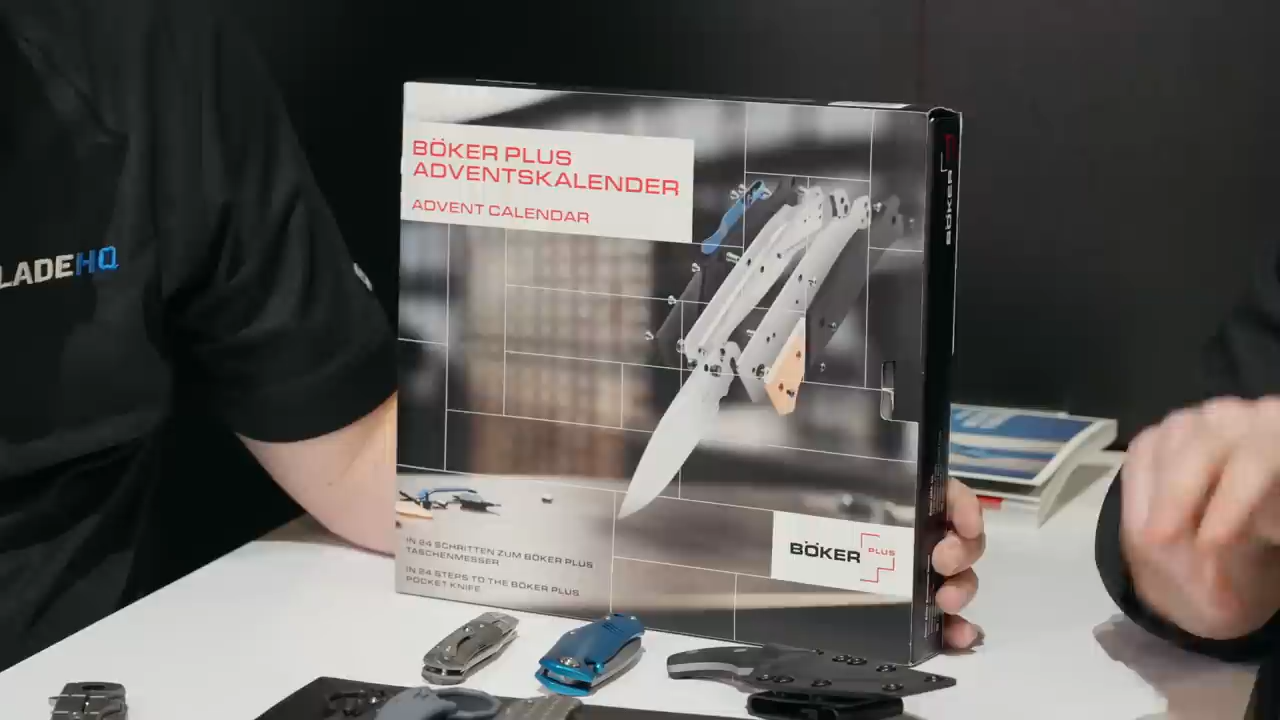 BÖKER PLUS
ADVENTSKALENDER
ADVENT CALENDAR
LADEHQ
IN 24 SCHRITTEN ZUM BÖKER PLUS
TASCHENMESSER
IN 24 STEPS TO THE BÖKER PLUS
POCKET KNIFE
BÖKER PLUS
BÖKER